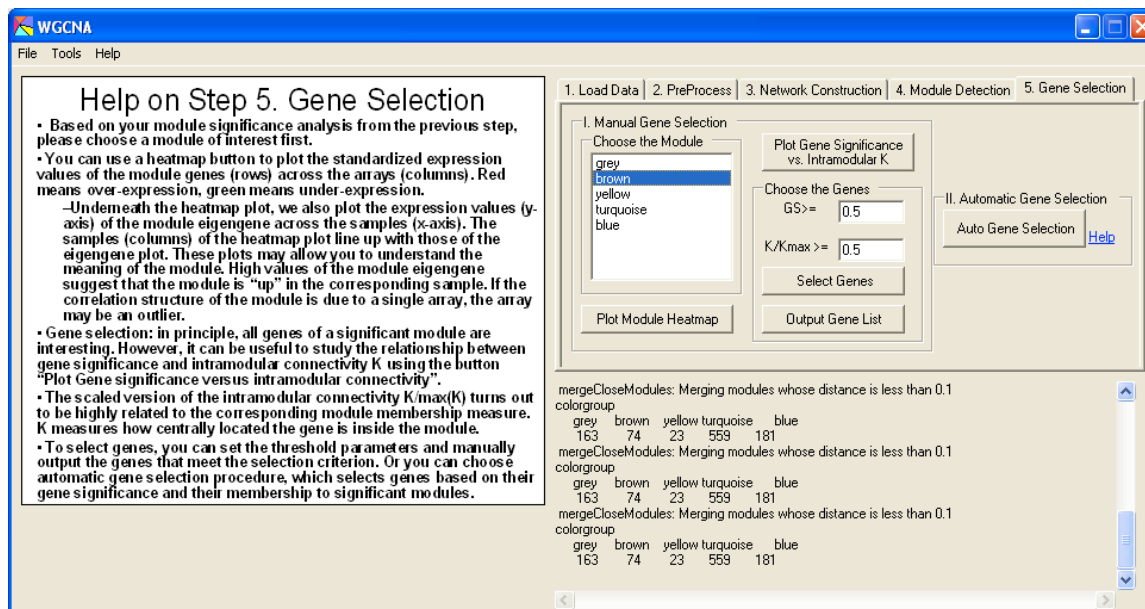 WGCNA
File Tools Help
Help on Step 5. Gene Selection
▪ Based on your module significance analysis from the previous step,
please choose a module of interest first.
▪You can use a heatmap button to plot the standardized expression
values of the module genes (rows) across the arrays (columns). Red
means over-expression, green means under-expression.
–Underneath the heatmap plot, we also plot the expression values (y-
axis) of the module eigengene across the samples (x-axis). The
samples (columns) of the heatmap plot line up with those of the
eigengene plot. These plots may allow you to understand the
meaning of the module. High values of the module eigengene
suggest that the module is “up” in the corresponding sample. If the
correlation structure of the module is due to a single array, the array
may be an outlier.
▪Gene selection: in principle, all genes of a significant module are
interesting. However, it can be useful to study the relationship between
gene significance and intramodular connectivity K using the button
“Plot Gene significance versus intramodular connectivity”.
▪The scaled version of the intramodular connectivity K/max(K) turns out
to be highly related to the corresponding module membership measure.
K measures how centrally located the gene is inside the module.
▪To select genes, you can set the threshold parameters and manually
output the genes that meet the selection criterion. Or you can choose
automatic gene selection procedure, which selects genes based on their
gene significance and their membership to significant modules.
1. Load Data 2. PreProcess 3. Network Construction 4. Module Detection 5. Gene Selection
I. Manual Gene Selection
Choose the Module
grey
brown
yellow
turquoise
blue
Plot Module Heatmap
Plot Gene Significance
vs. Intramodular K
Choose the Genes
GS>= 0.5
K/Kmax >= 0.5
Select Genes
Output Gene List
II. Automatic Gene Selection
Auto Gene Selection Help
mergeCloseModules: Merging modules whose distance is less than 0.1
colorgroup
grey brown yellow turquoise blue
163 74 23 559 181
mergeCloseModules: Merging modules whose distance is less than 0.1
colorgroup
grey brown yellow turquoise blue
163 74 23 559 181
mergeCloseModules: Merging modules whose distance is less than 0.1
colorgroup
grey brown yellow turquoise blue
163 74 23 559 181